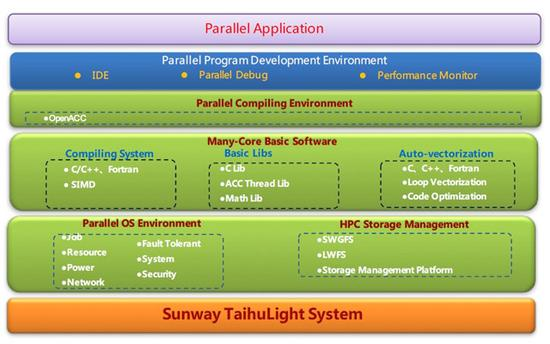 Parallel Application
Parallel Program Development Environment
● IDE ● Parallel Debug ● Performance Monitor
Parallel Compiling Environment
●OpenACC
Many-Core Basic Software
Compiling System
● C/C++、Fortran
● SIMD
Basic Libs
●C Lib
●ACC Thread Lib
●Math Lib
Auto-vectorization
●C、C++、Fortran
●Loop Vectorization
●Code Optimization
Parallel OS Environment
●Job
●Resource
●Power
●Network
●Fault Tolerant
●System
●Security
HPC Storage Management
●SWGFS
●LWFS
●Storage Management Platform
Sunway TaihuLight System